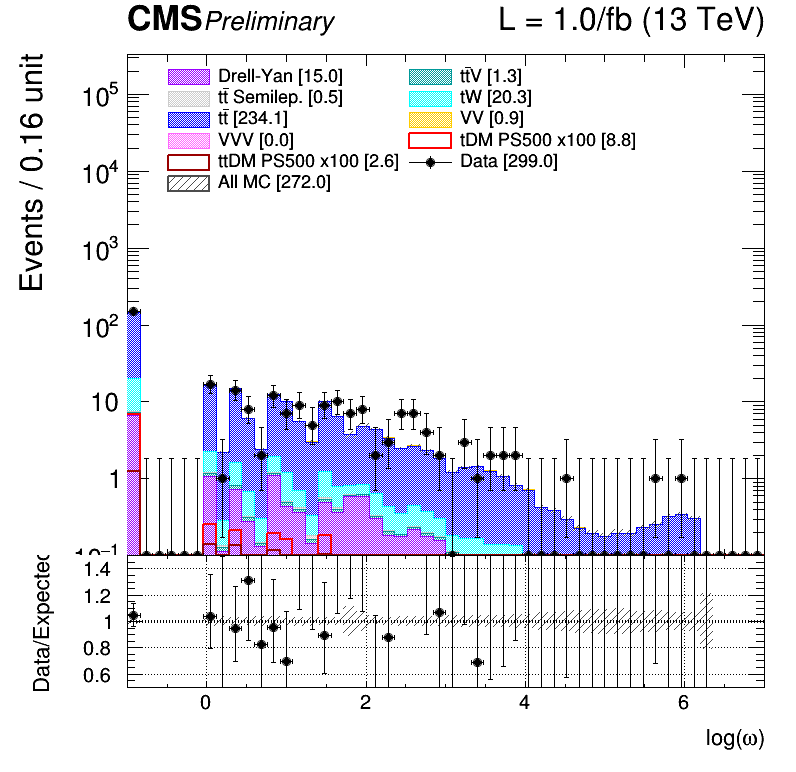 CMS Preliminary L = 1.0/fb (13 TeV)
Events / 0.16 unit
Drell-Yan [15.0] tt̄V [1.3]
tt̄ Semilep. [0.5] tW [20.3]
tt̄ [234.1] VV [0.9]
VVV [0.0] tDM PS500 x100 [8.8]
ttDM PS500 x100 [2.6] Data [299.0]
All MC [272.0]
10⁵
10⁴
10³
10²
10
1
10⁻¹
Data/Expected
1.4
1.2
1
0.8
0.6
0 2 4 6
log(ω)